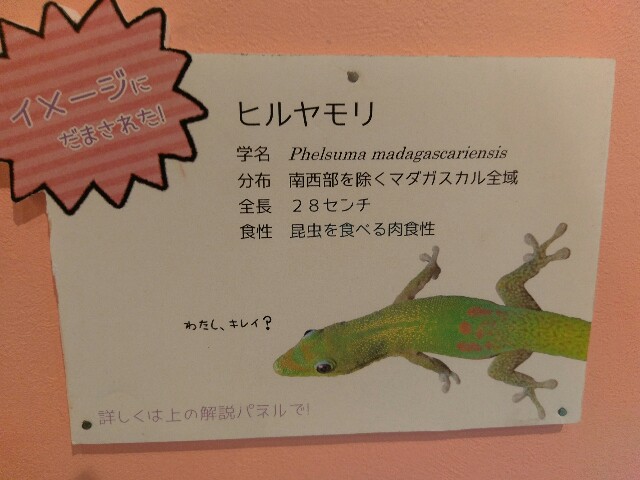 イメージに
だまされた!
ヒルヤモリ
学名 Phelsuma madagascariensis
分布 南西部を除くマダガスカル全域
全長 28センチ
食性 昆虫を食べる肉食性
わたし、キレイ?
詳しくは上の解説パネルで!